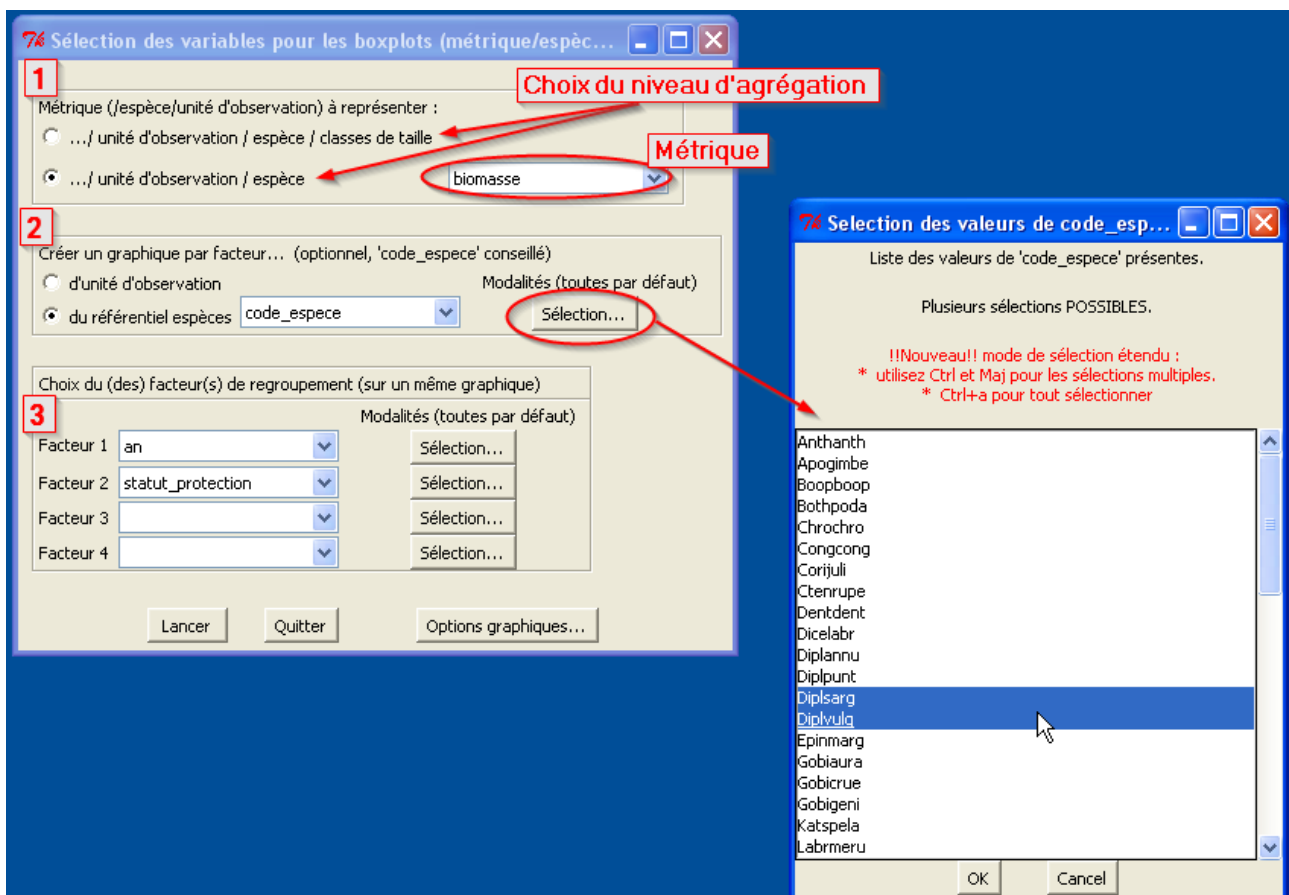 Sélection des variables pour les boxplots (métrique/espèc...
1
Choix du niveau d'agrégation
Métrique (/espèce/unité d'observation) à représenter :
.../ unité d'observation / espèce / classes de taille
Métrique
.../ unité d'observation / espèce
biomasse
2
Créer un graphique par facteur... (optionnel, 'code_espece' conseillé)
d'unité d'observation
Modalités (toutes par défaut)
du référentiel espèces
code_espece
Sélection...
Choix du (des) facteur(s) de regroupement (sur un même graphique)
3
Modalités (toutes par défaut)
Facteur 1
an
Sélection...
Facteur 2
statut_protection
Sélection...
Facteur 3
Sélection...
Facteur 4
Sélection...
Lancer
Quitter
Options graphiques...
Selection des valeurs de code_esp...
Liste des valeurs de 'code_espece' présentes.
Plusieurs sélections POSSIBLES.
!!Nouveau!! mode de sélection étendu :
* utilisez Ctrl et Maj pour les sélections multiples.
* Ctrl+a pour tout sélectionner
Anthanth
Apogimbe
Boopboop
Bothpoda
Chrochro
Congcong
Corijuli
Ctenrupe
Dentdent
Dicelabr
Diplannu
Diplpunt
Diplsarg
Diplvulg
Epinmarg
Gobiaura
Gobicrue
Gobigeni
Katspela
Labrmeru
OK
Cancel